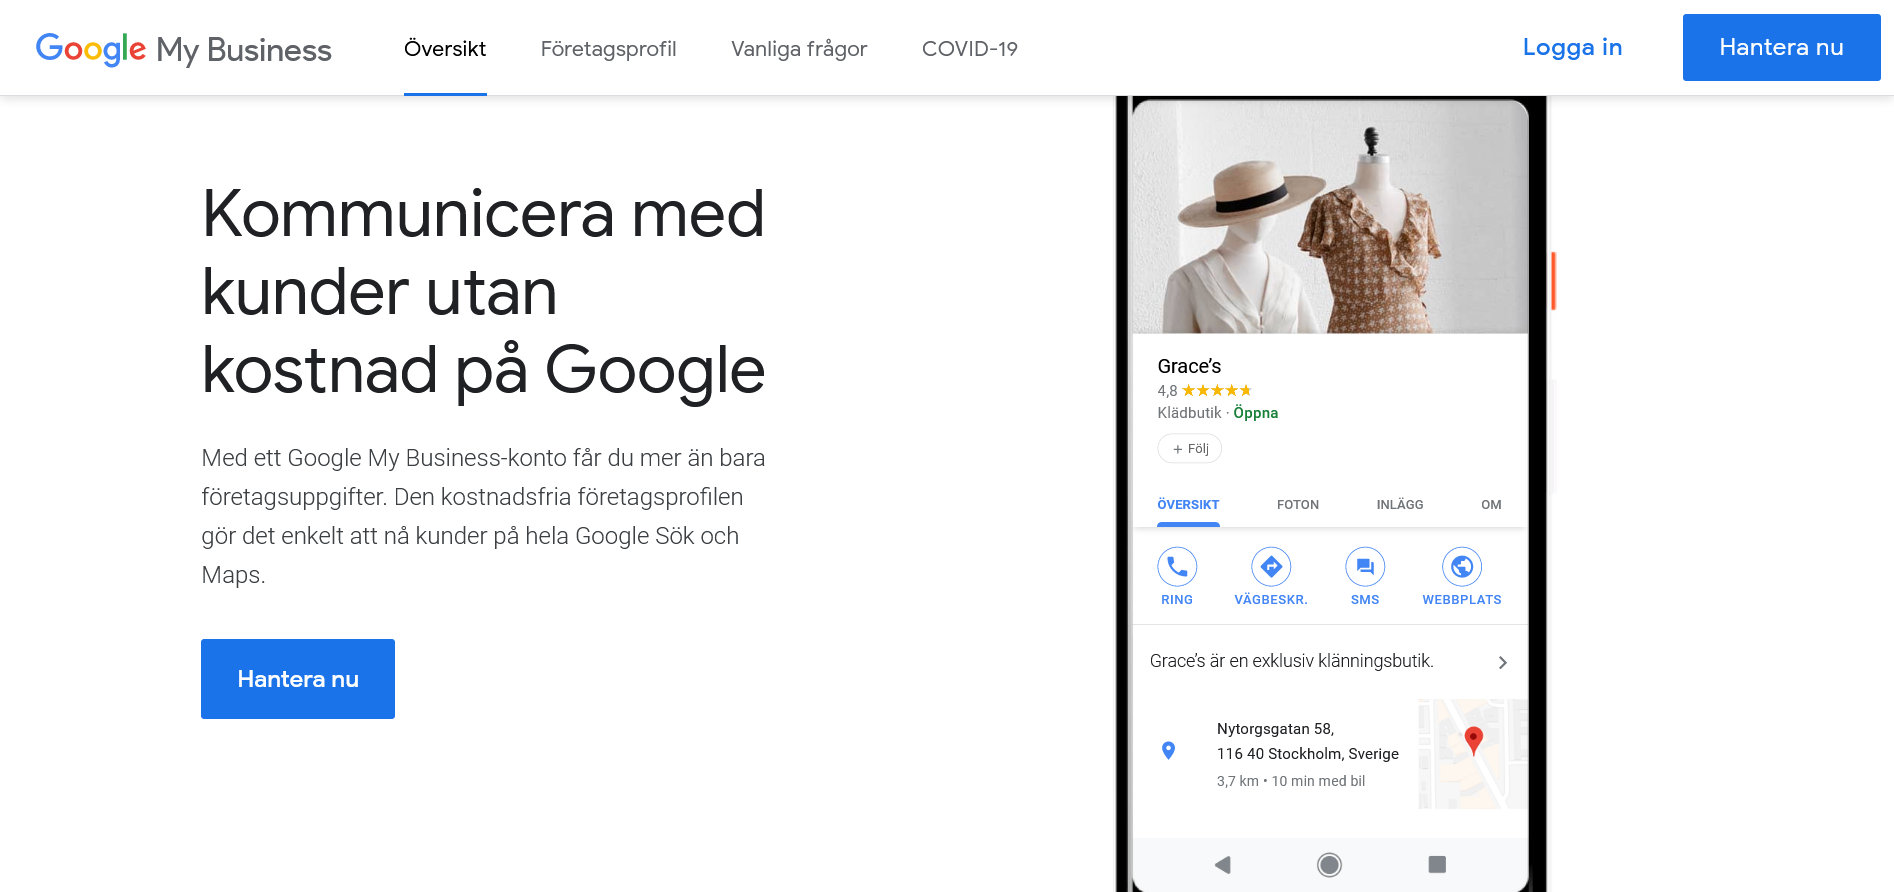 Google My Business
Översikt
Företagsprofil
Vanliga frågor
COVID-19
Logga in
Hantera nu
Kommunicera med
kunder utan
kostnad på Google
Med ett Google My Business-konto får du mer än bara
företagsuppgifter. Den kostnadsfria företagsprofilen
gör det enkelt att nå kunder på hela Google Sök och
Maps.
Hantera nu
Grace’s
4,8
Klädbutik · Öppna
+ Följ
ÖVERSIKT
FOTON
INLÄGG
OM
RING
VÄGBESKR.
SMS
WEBBPLATS
Grace’s är en exklusiv klänningsbutik.
Nytorgsgatan 58,
116 40 Stockholm, Sverige
3,7 km • 10 min med bil